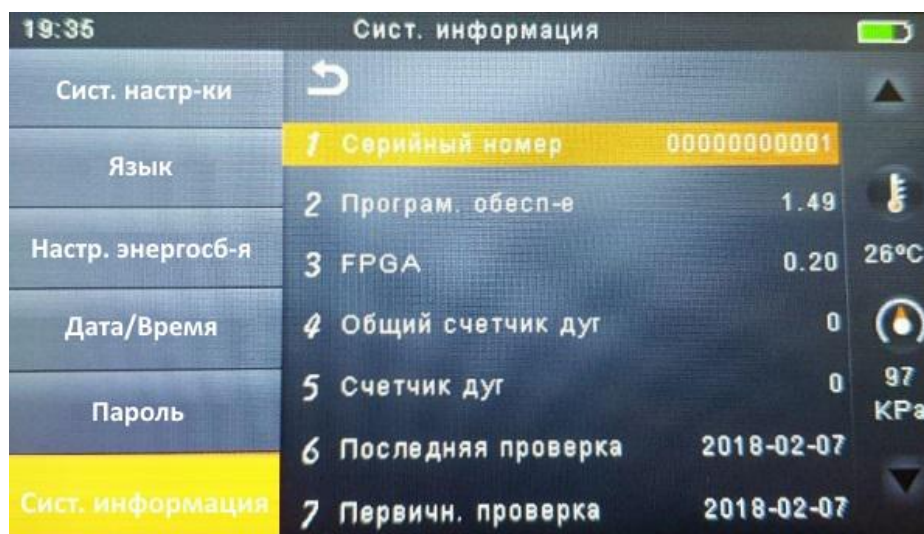 19:35 Сист. информация
Сист. настр-ки
Язык
Настр. энергосб-я
Дата/Время
Пароль
Сист. информация
1 Серийный номер 00000000001
2 Програм. обесп-е 1.49
3 FPGA 0.20
4 Общий счетчик дуг 0
5 Счетчик дуг 0
6 Последняя проверка 2018-02-07
7 Первичн. проверка 2018-02-07
26°C
97
KPa